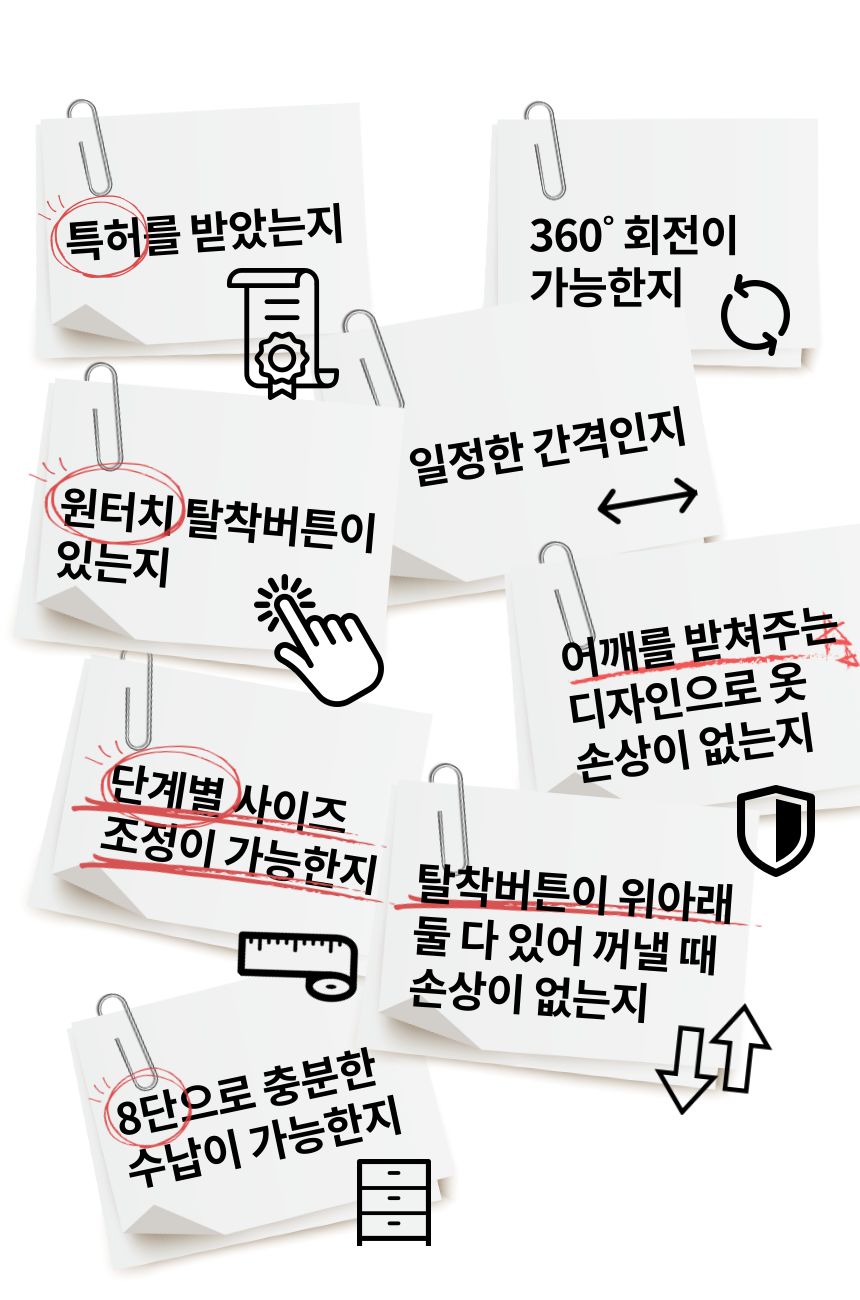 특허를 받았는지
360° 회전이
가능한지
일정한 간격인지
원터치 탈착버튼이
있는지
어깨를 받쳐주는
디자인으로 옷
손상이 없는지
단계별 사이즈
조정이 가능한지
탈착버튼이 위아래
둘 다 있어 꺼낼 때
손상이 없는지
8단으로 충분한
수납이 가능한지